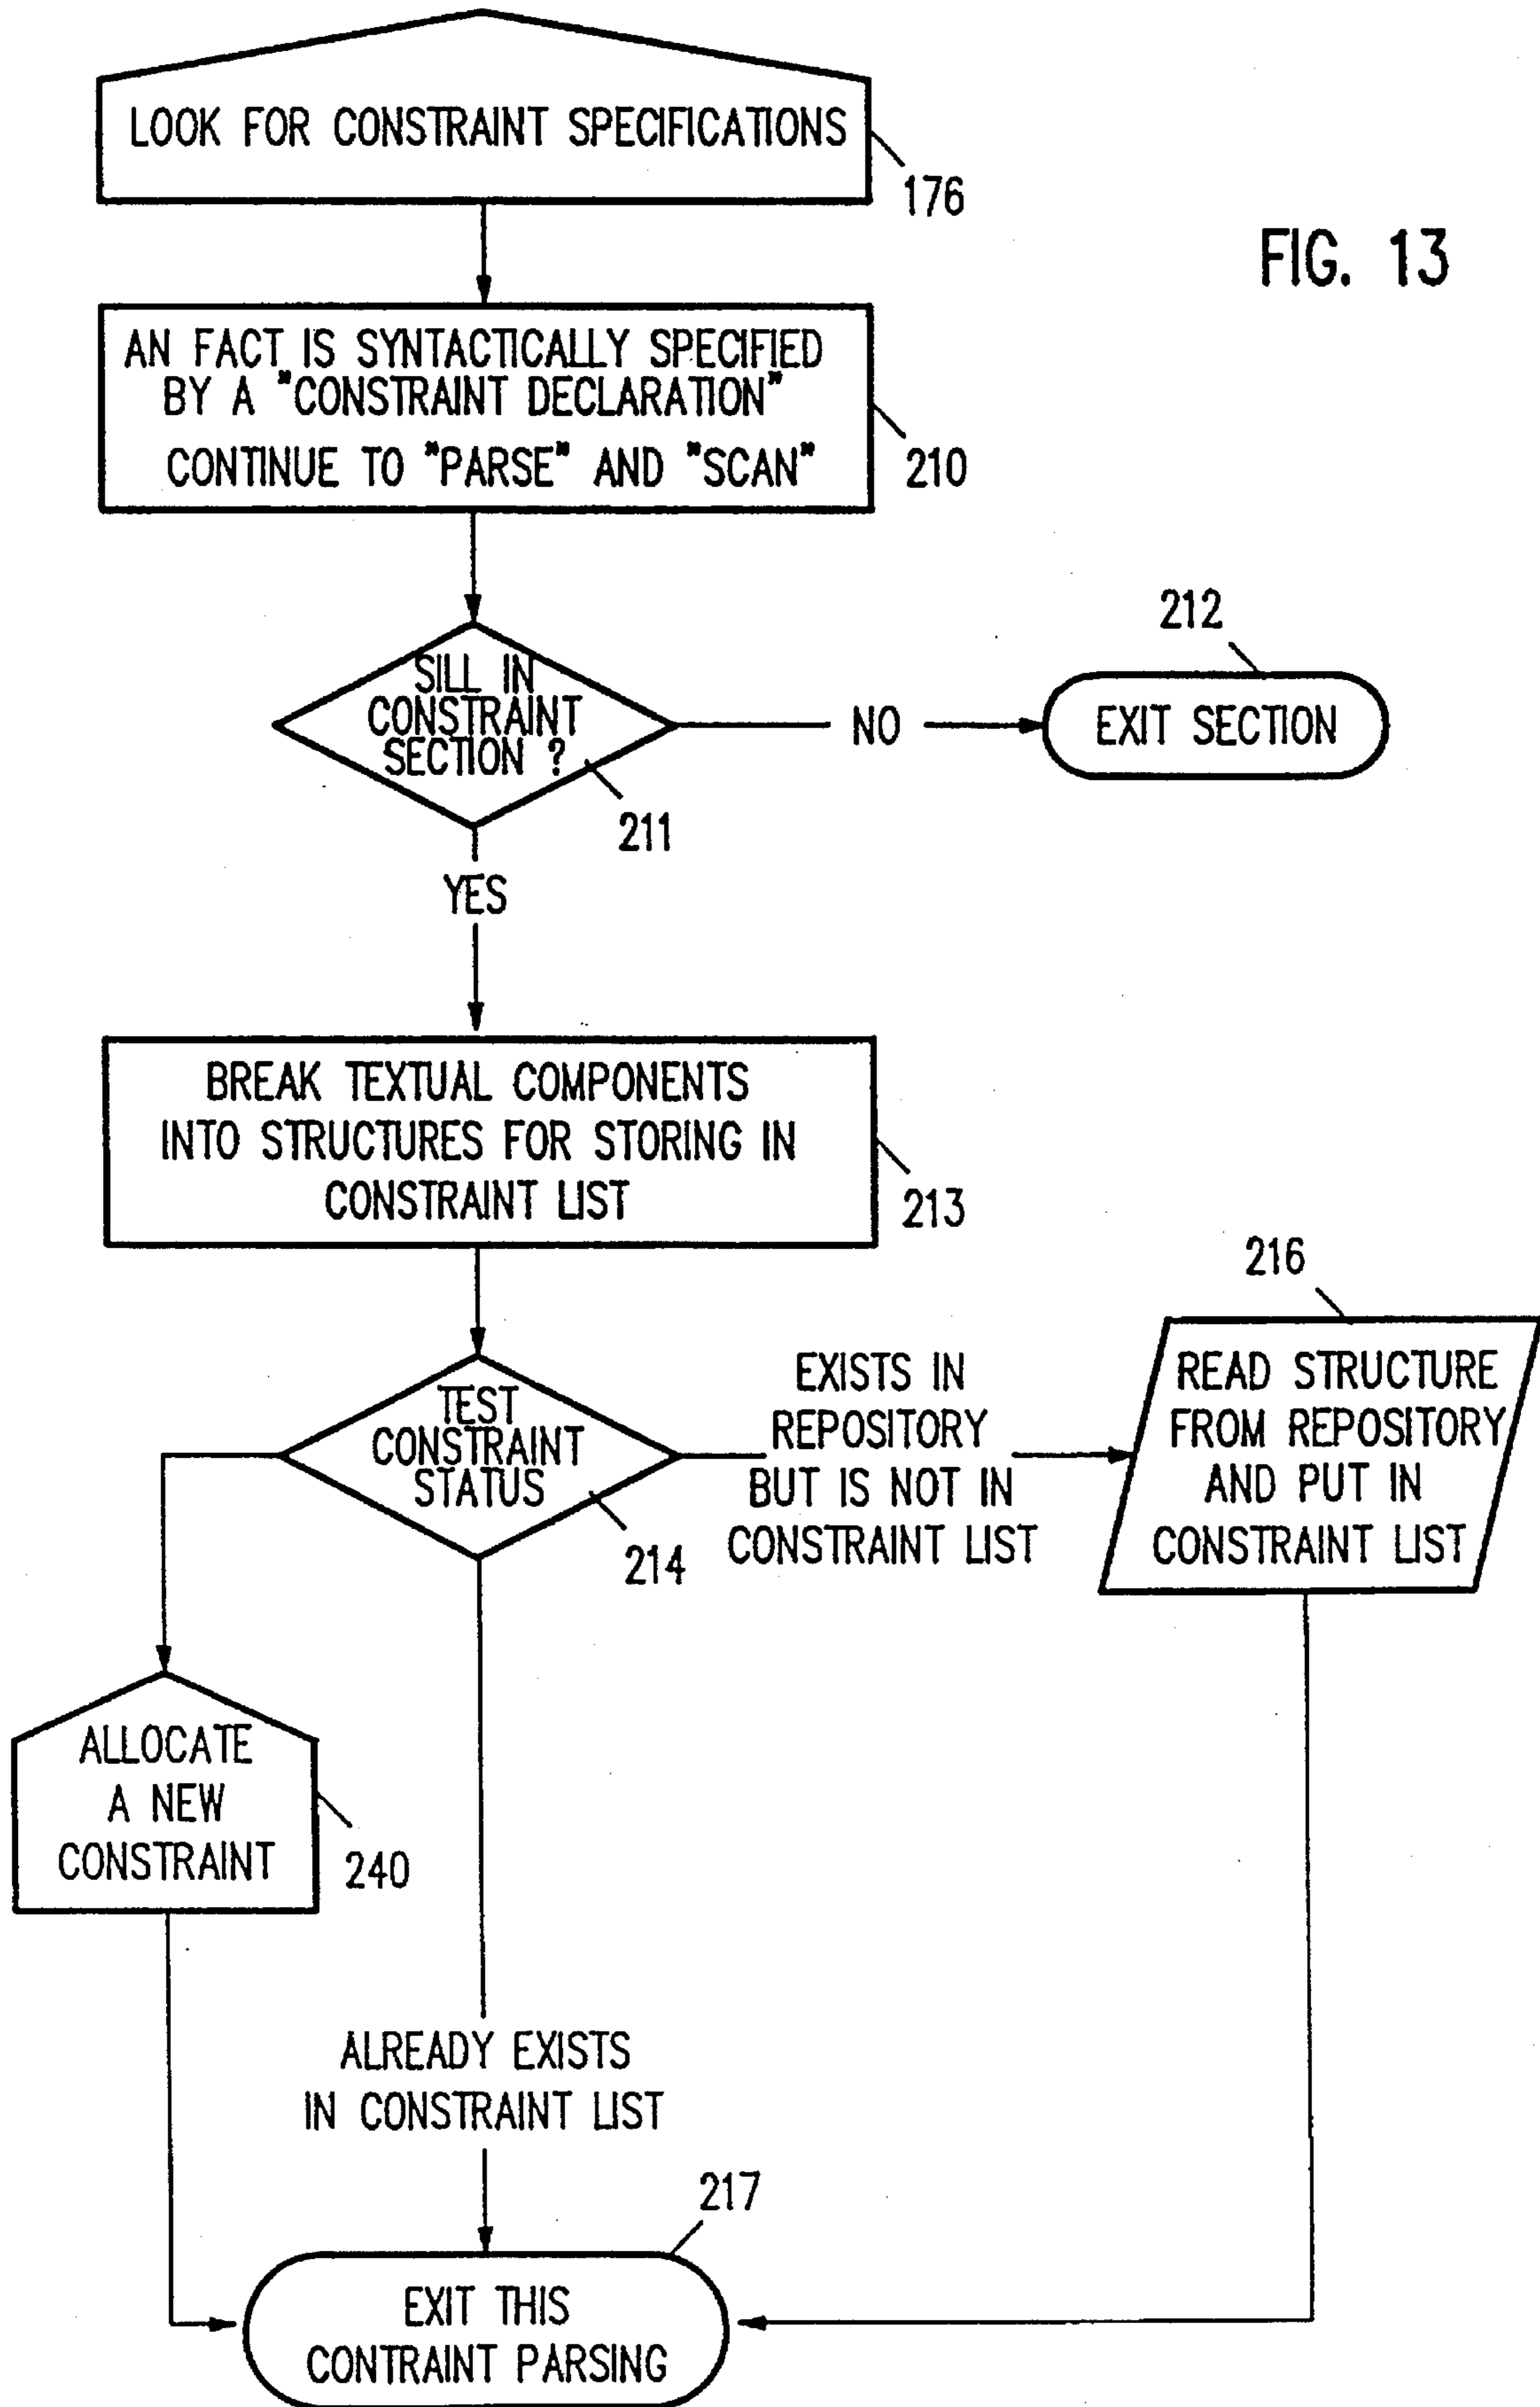 LOOK FOR CONSTRAINT SPECIFICATIONS
176
FIG. 13
AN FACT IS SYNTACTICALLY SPECIFIED
BY A "CONSTRAINT DECLARATION"
CONTINUE TO "PARSE" AND "SCAN"
210
212
SILL IN
CONSTRAINT
SECTION ?
NO
EXIT SECTION
211
YES
BREAK TEXTUAL COMPONENTS
INTO STRUCTURES FOR STORING IN
CONSTRAINT LIST
213
216
TEST
CONSTRAINT
STATUS
214
EXISTS IN
REPOSITORY
BUT IS NOT IN
CONSTRAINT LIST
READ STRUCTURE
FROM REPOSITORY
AND PUT IN
CONSTRAINT LIST
ALLOCATE
A NEW
CONSTRAINT
240
ALREADY EXISTS
IN CONSTRAINT LIST
217
EXIT THIS
CONTRAINT PARSING